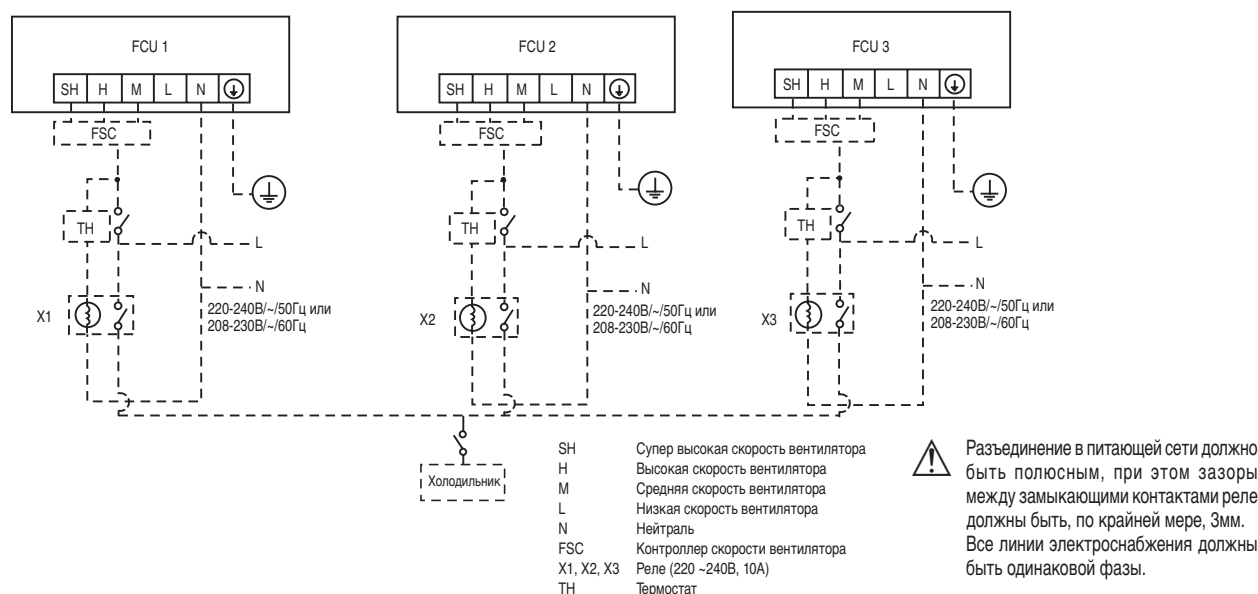 FCU 1
SH H M L N
FSC
TH
L
N
X1
220-240В/~/50Гц или
208-230В/~/60Гц
FCU 2
SH H M L N
FSC
TH
L
N
X2
220-240В/~/50Гц или
208-230В/~/60Гц
FCU 3
SH H M L N
FSC
TH
L
N
X3
220-240В/~/50Гц или
208-230В/~/60Гц
Холодильник
SH Супер высокая скорость вентилятора
H Высокая скорость вентилятора
M Средняя скорость вентилятора
L Низкая скорость вентилятора
N Нейтраль
FSC Контроллер скорости вентилятора
X1, X2, X3 Реле (220 ~240В, 10А)
TH Термостат
Разъединение в питающей сети должно
быть полюсным, при этом зазоры
между замыкающими контактами реле
должны быть, по крайней мере, 3мм.
Все линии электроснабжения должны
быть одинаковой фазы.